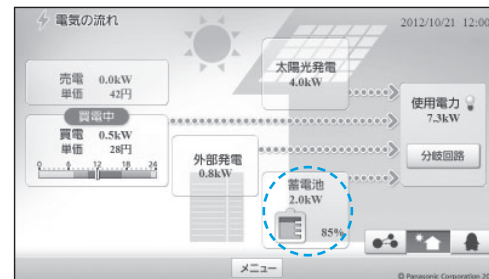 電気の流れ
2012/10/21 12:00
売電 0.0kW
単価 42円
買電中
買電 0.5kW
単価 28円
0 6 12 18 24
太陽光発電
4.0kW
外部発電
0.8kW
蓄電池
2.0kW
85%
使用電力
7.3kW
分岐回路
メニュー
© Panasonic Corporation 20